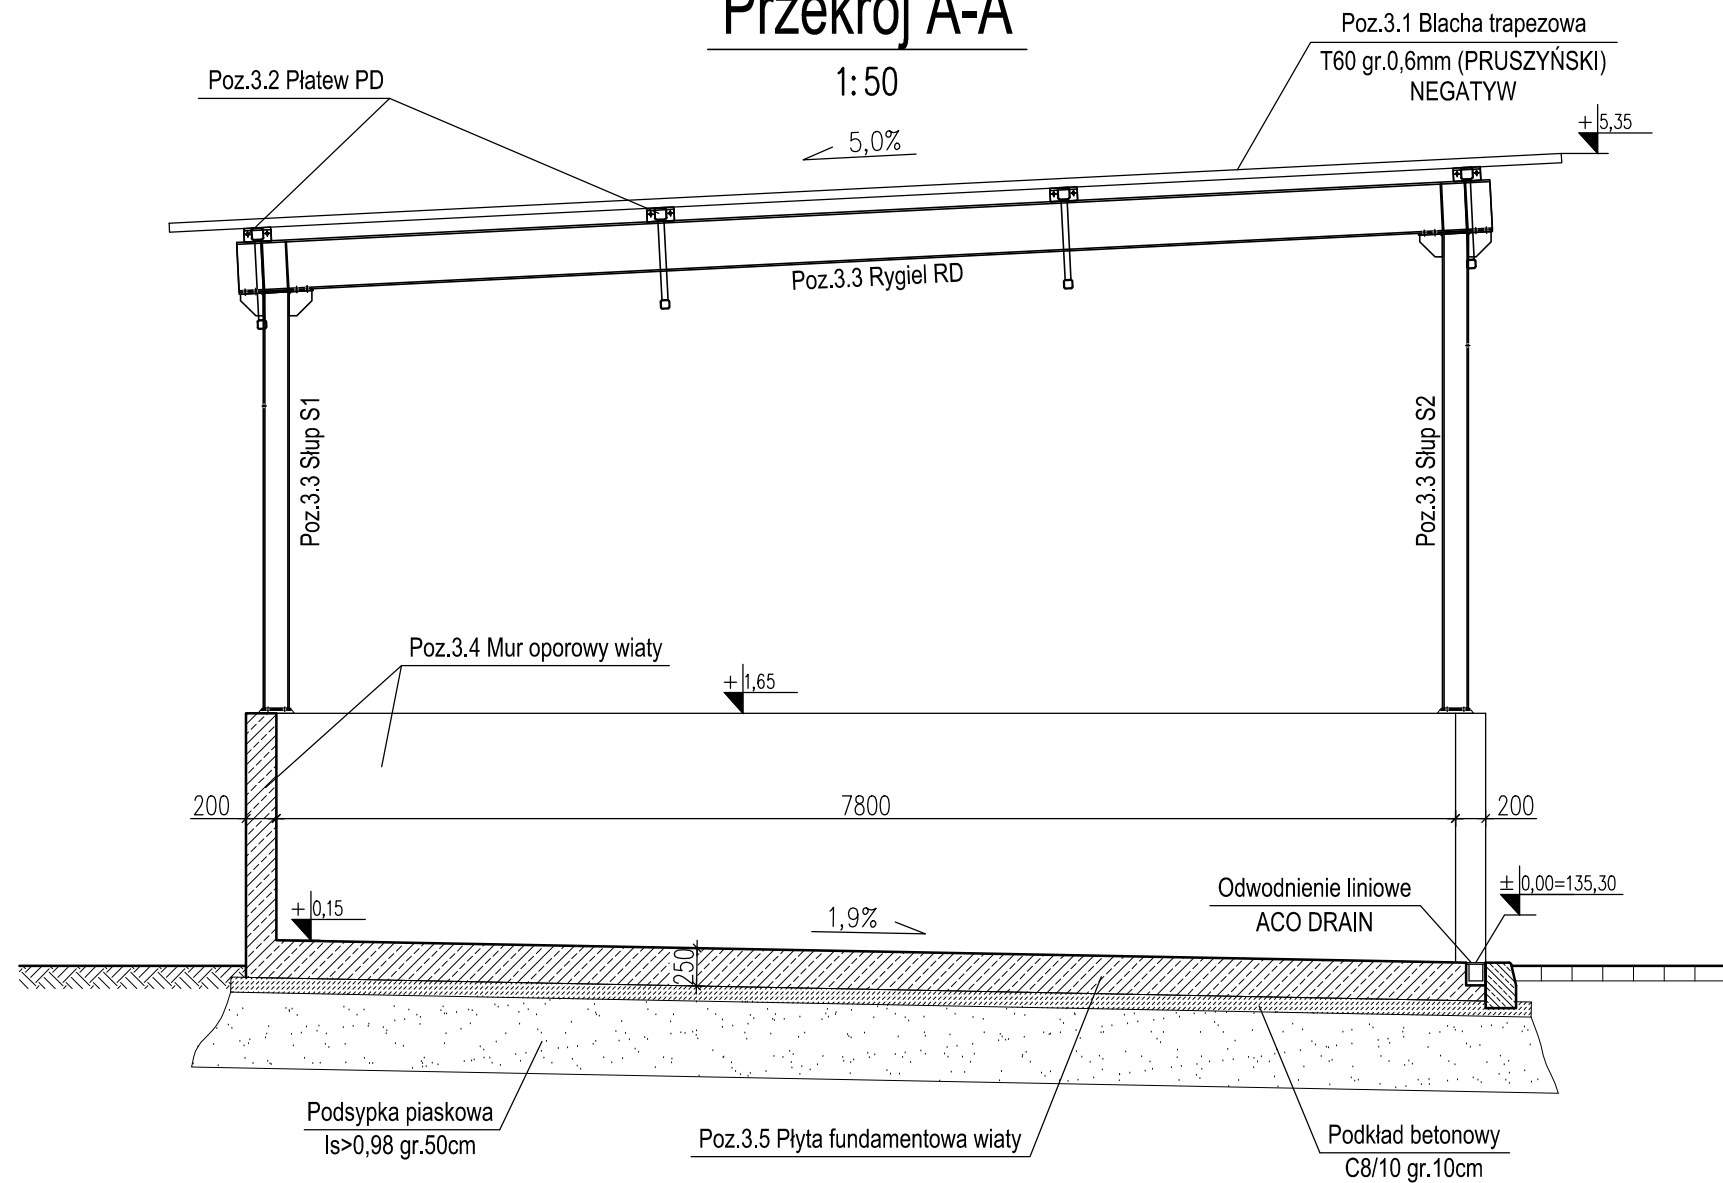 Przekrój A-A
1:50
Poz.3.1 Blacha trapezowa
T60 gr.0,6mm (PRUSZYŃSKI)
NEGATYW
Poz.3.2 Płatew PD
+5,35
5,0%
Poz.3.3 Rygiel RD
Poz.3.3 Słup S1
Poz.3.3 Słup S2
Poz.3.4 Mur oporowy wiaty
+1,65
200
7800
200
+0,15
1,9%
Odwodnienie liniowe
ACO DRAIN
±0,00=135,30
250
Podsypka piaskowa
Is>0,98 gr.50cm
Poz.3.5 Płyta fundamentowa wiaty
Podkład betonowy
C8/10 gr.10cm